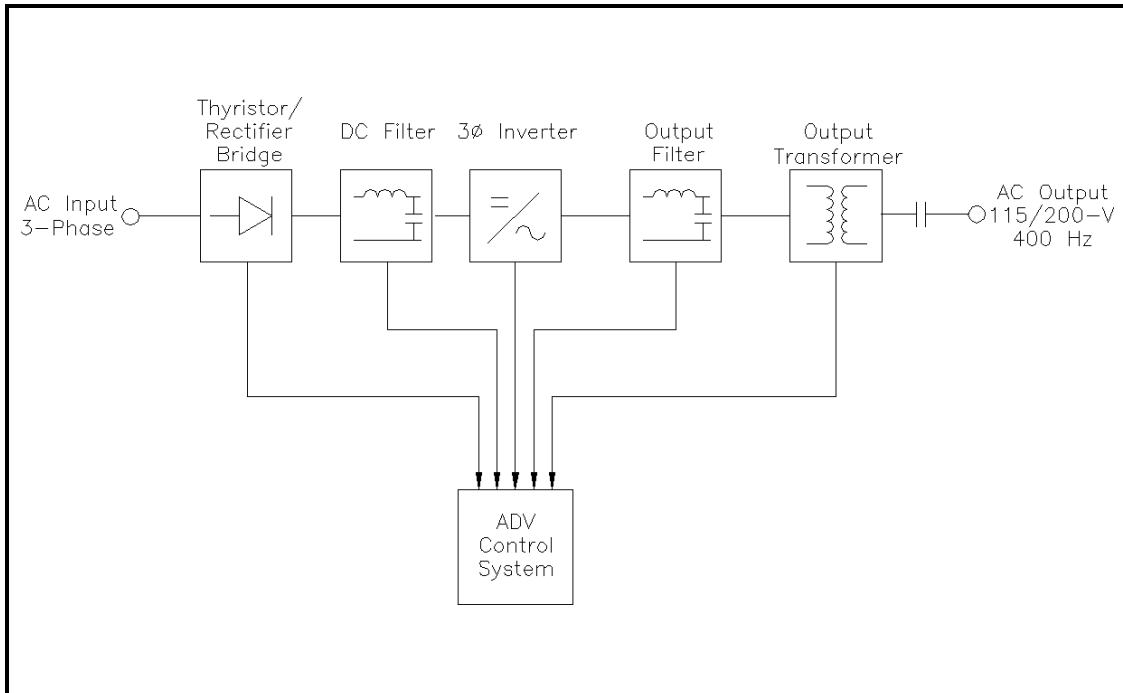 Thyristor/
Rectifier
Bridge
DC Filter
3ø Inverter
Output
Filter
Output
Transformer
AC Input
3-Phase
AC Output
115/200-V
400 Hz
ADV
Control
System